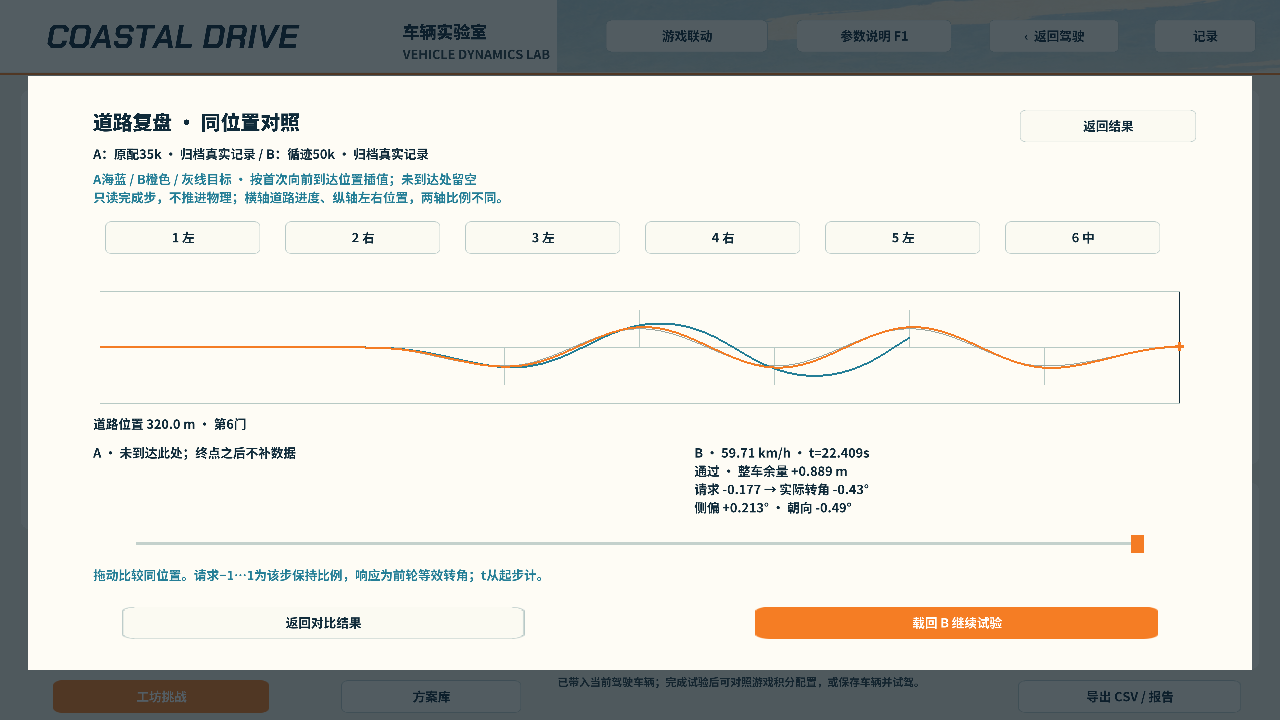 COASTAL DRIVE
车辆实验室
VEHICLE DYNAMICS LAB
游戏联动
参数说明 F1
‹ 返回驾驶
记录
道路复盘 · 同位置对照
返回结果
A：原配35k · 归档真实记录 / B：循迹50k · 归档真实记录
A海蓝 / B橙色 / 灰线目标 · 按首次向前到达位置插值；未到达处留空
只读完成步，不推进物理；横轴道路进度、纵轴左右位置，两轴比例不同。
1 左
2 右
3 左
4 右
5 左
6 中
道路位置 320.0 m · 第6门
A · 未到达此处；终点之后不补数据
B · 59.71 km/h · t=22.409s
通过 · 整车余量 +0.889 m
请求 -0.177 → 实际转角 -0.43°
侧偏 +0.213° · 朝向 -0.49°
拖动比较同位置。请求−1…1为该步保持比例，响应为前轮等效转角；t从起步计。
返回对比结果
载回 B 继续试验
已带入当前驾驶车辆；完成试验后可对照游戏积分配置，或保存车辆并试驾。
工坊挑战
方案库
导出 CSV / 报告